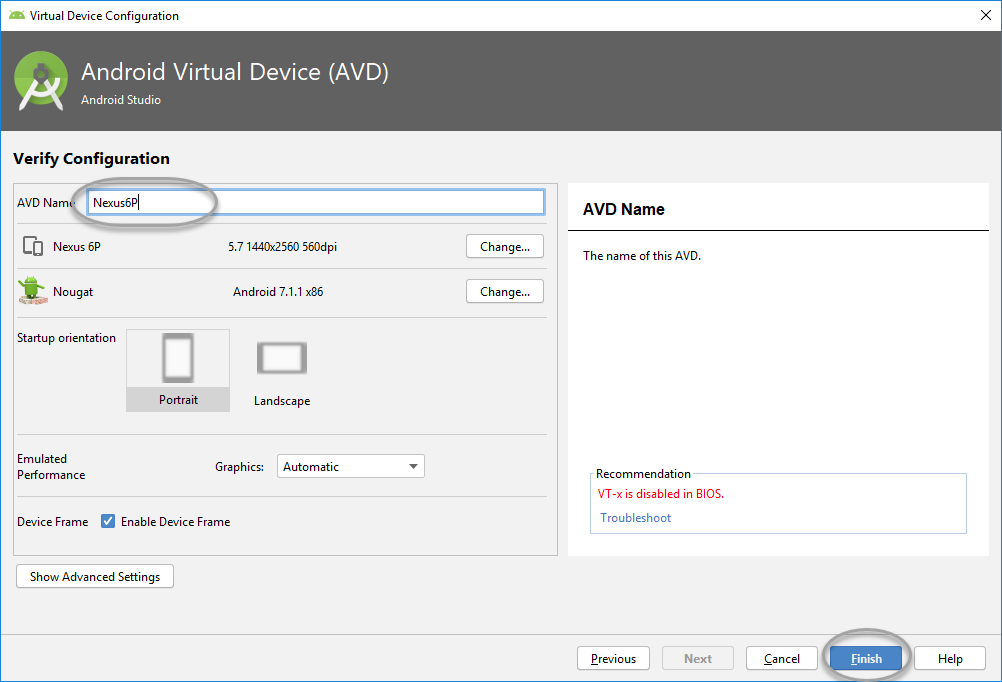 Virtual Device Configuration
Android Virtual Device (AVD)
Android Studio
Verify Configuration
AVD Name Nexus6P
Nexus 6P 5.7 1440x2560 560dpi Change...
Nougat Android 7.1.1 x86 Change...
Startup orientation
Portrait Landscape
Emulated
Performance
Graphics: Automatic
Device Frame Enable Device Frame
Show Advanced Settings
AVD Name
The name of this AVD.
Recommendation
VT-x is disabled in BIOS.
Troubleshoot
Previous Next Cancel Finish Help